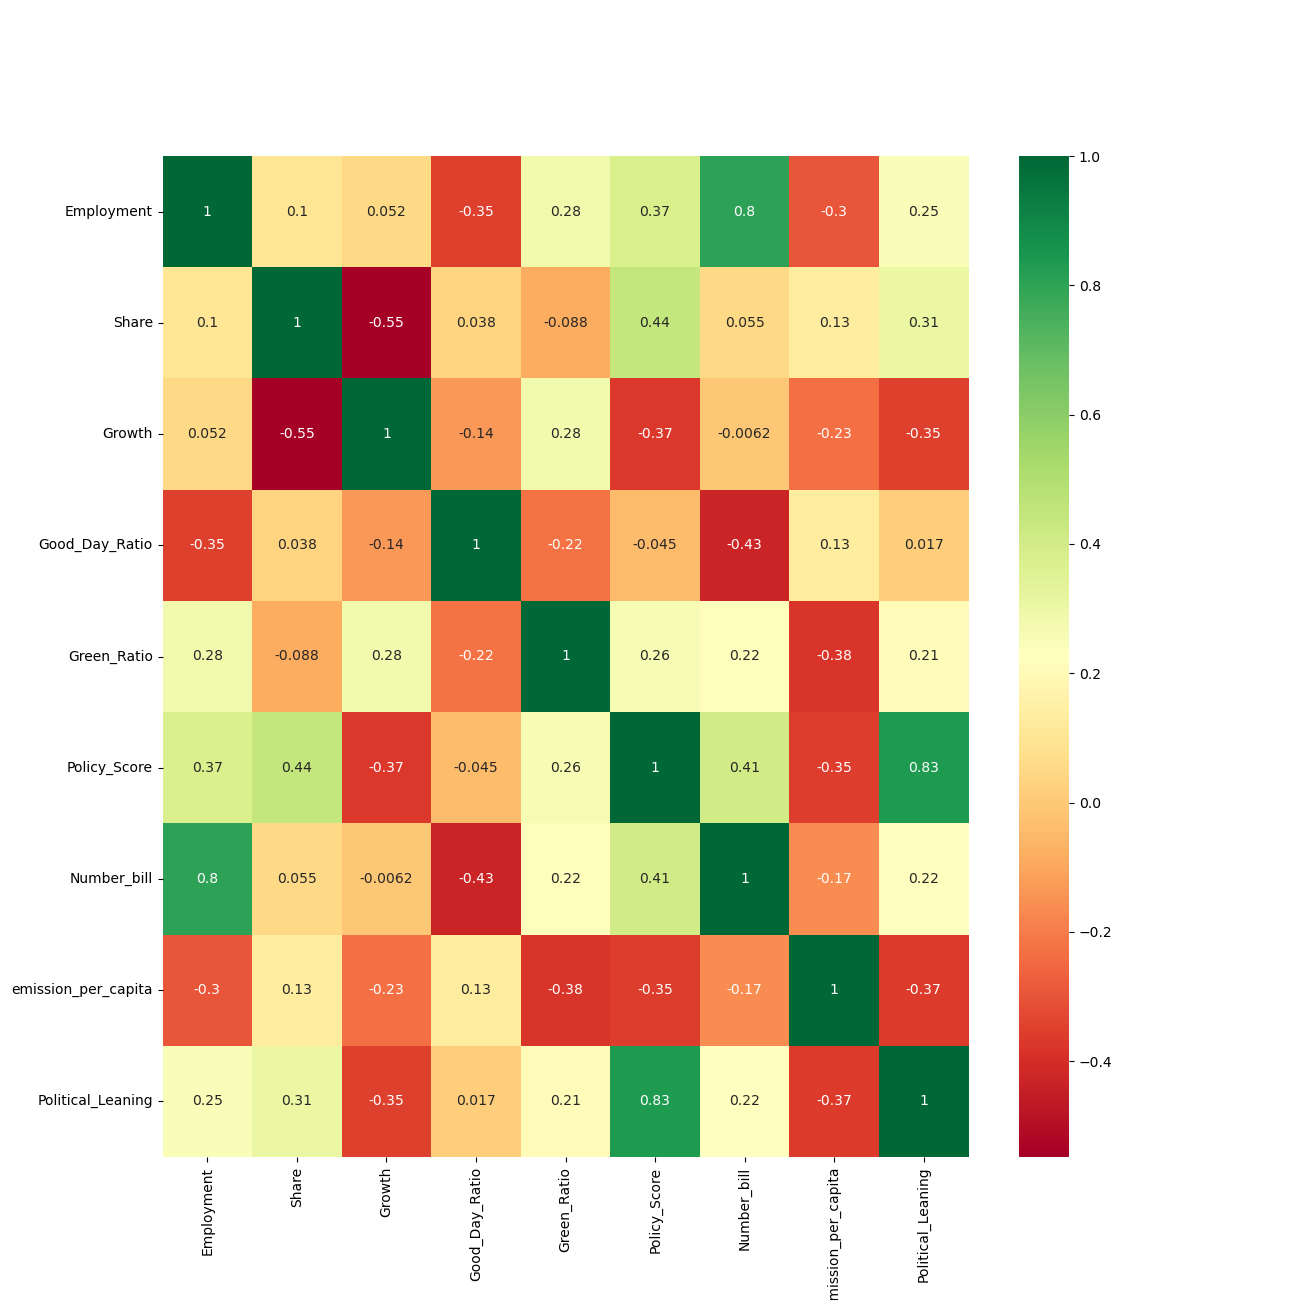 Employment 1 0.1 0.052 -0.35 0.28 0.37 0.8 -0.3 0.25
Share 0.1 1 -0.55 0.038 -0.088 0.44 0.055 0.13 0.31
Growth 0.052 -0.55 1 -0.14 0.28 -0.37 -0.0062 -0.23 -0.35
Good_Day_Ratio -0.35 0.038 -0.14 1 -0.22 -0.045 -0.43 0.13 0.017
Green_Ratio 0.28 -0.088 0.28 -0.22 1 0.26 0.22 -0.38 0.21
Policy_Score 0.37 0.44 -0.37 -0.045 0.26 1 0.41 -0.35 0.83
Number_bill 0.8 0.055 -0.0062 -0.43 0.22 0.41 1 -0.17 0.22
emission_per_capita -0.3 0.13 -0.23 0.13 -0.38 -0.35 -0.17 1 -0.37
Political_Leaning 0.25 0.31 -0.35 0.017 0.21 0.83 0.22 -0.37 1
Employment
Share
Growth
Good_Day_Ratio
Green_Ratio
Policy_Score
Number_bill
mission_per_capita
Political_Leaning
1.0
0.8
0.6
0.4
0.2
0.0
−0.2
−0.4